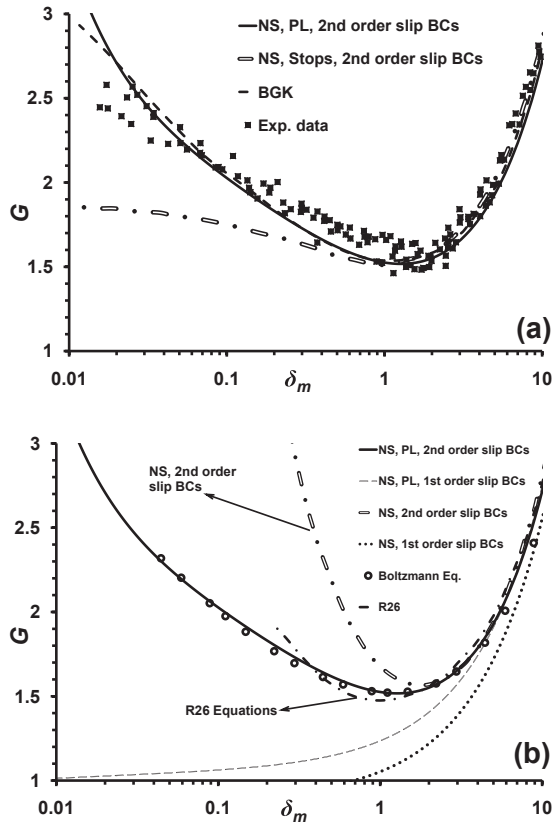 3
2.5
2
1.5
1
G
NS, PL, 2nd order slip BCs
NS, Stops, 2nd order slip BCs
BGK
Exp. data
(a)
0.01
0.1
1
10
δm
3
2.5
2
1.5
1
G
NS, 2nd order
slip BCs
NS, PL, 2nd order slip BCs
NS, PL, 1st order slip BCs
NS, 2nd order slip BCs
NS, 1st order slip BCs
Boltzmann Eq.
R26
R26 Equations
(b)
0.01
0.1
1
10
δm